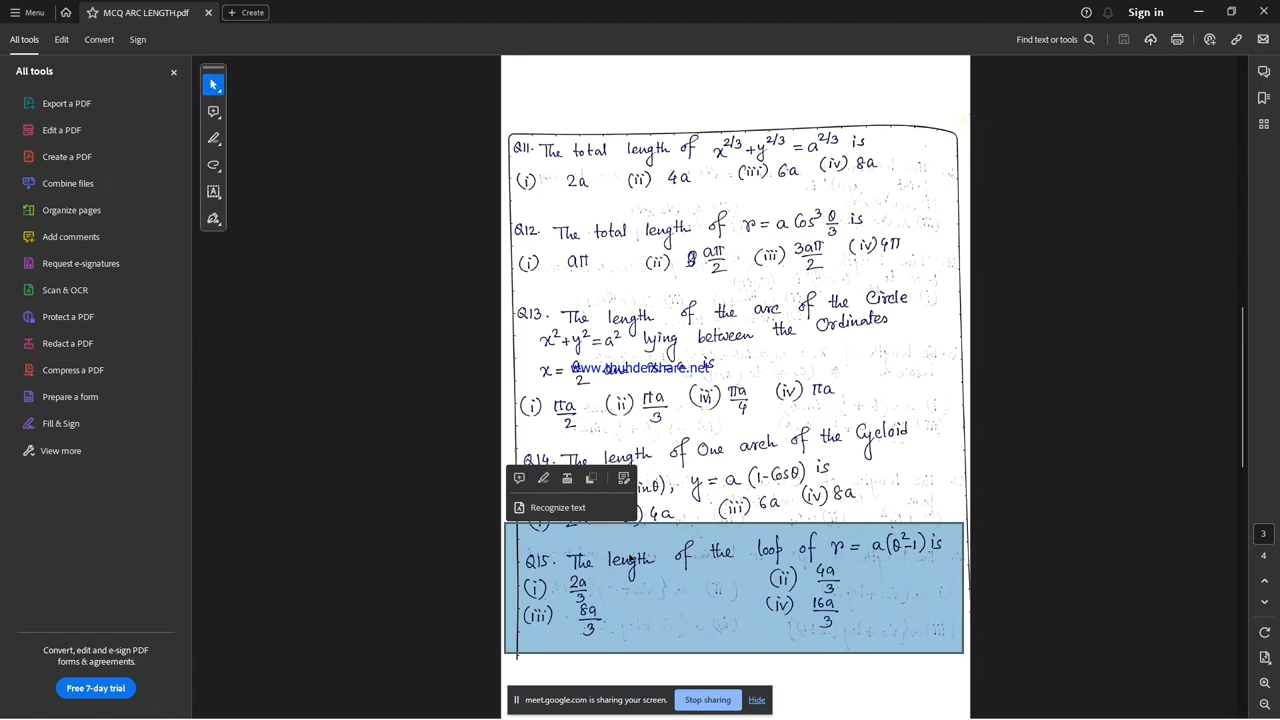 Menu
MCQ ARC LENGTH.pdf
Create
Sign in
All tools Edit Convert Sign
Find text or tools
All tools
Export a PDF
Edit a PDF
Create a PDF
Combine files
Organize pages
Add comments
Request e-signatures
Scan & OCR
Protect a PDF
Redact a PDF
Compress a PDF
Prepare a form
Fill & Sign
View more
Convert, edit and e-sign PDF
forms & agreements.
Free 7-day trial
Q11. The total length of x^{2/3}+y^{2/3} = a^{2/3} is
(i) 2a (ii) 4a (iii) 6a (iv) 8a
Q12. The total length of r = a Cos³ θ/3 is
(i) aπ (ii) aπ/2 (iii) 3aπ/2 (iv) 4π
Q13. The length of the arc of the Circle
x²+y² = a² lying between the Ordinates
x = a/2 is
www.thundershare.net
(i) πa/2 (ii) πa/3 (iii) πa/4 (iv) πa
Q14. The length of One arch of the Cycloid
inθ), y = a (1-Cosθ) is
4a (iii) 6a (iv) 8a
Recognize text
Q15. The length of the loop of r = a(θ²-1) is
(i) 2a/3 (ii) 4a/3
(iii) 8a/3 (iv) 16a/3
3
4
meet.google.com is sharing your screen. Stop sharing Hide